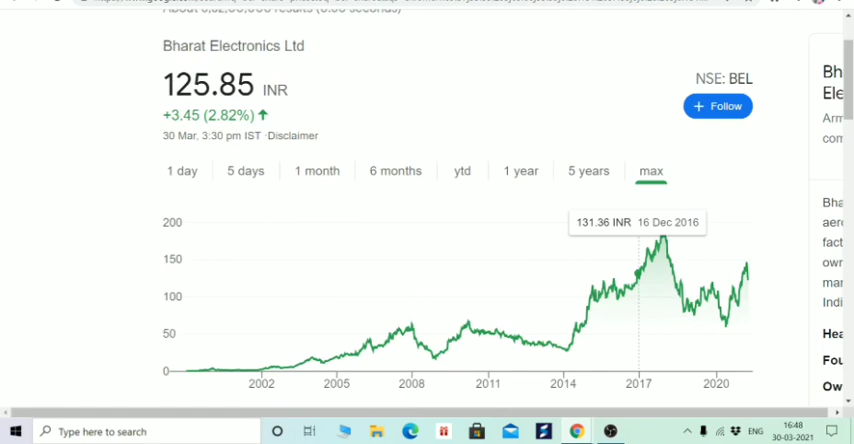 Bharat Electronics Ltd
125.85 INR
+3.45 (2.82%)
30 Mar, 3:30 pm IST · Disclaimer
NSE: BEL
+ Follow
1 day
5 days
1 month
6 months
ytd
1 year
5 years
max
131.36 INR 16 Dec 2016
200
150
100
50
0
2002
2005
2008
2011
2014
2017
2020
Bh
Ele
Arm
com
Bha
aero
fact
own
mar
Indi
Hea
Fou
Ow
Type here to search
ENG
16:48
30-03-2021